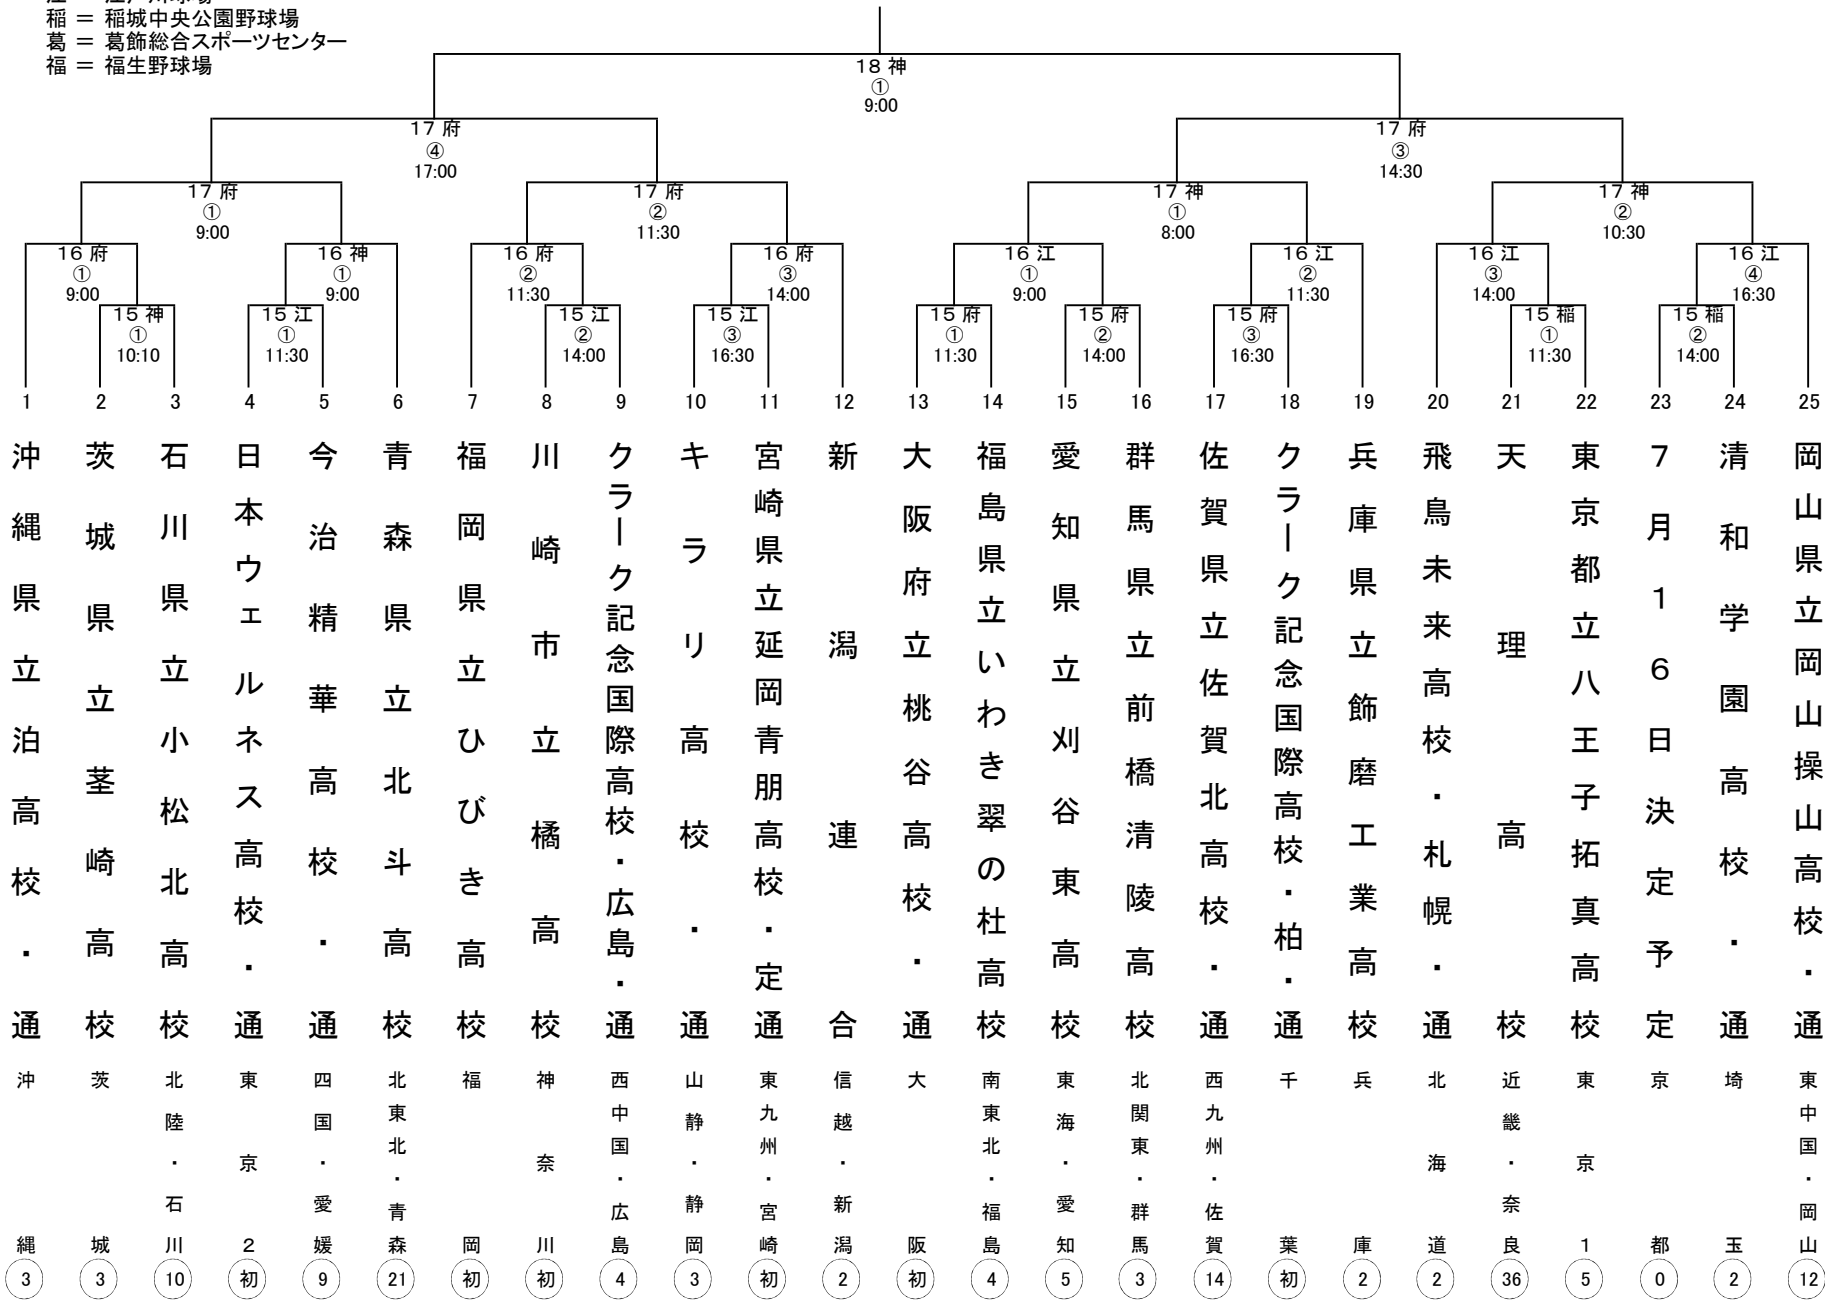 稲 ＝ 稲城中央公園野球場
葛 ＝ 葛飾総合スポーツセンター
福 ＝ 福生野球場
18 神
①
9:00
17 府
④
17:00
17 府
③
14:30
17 府
①
9:00
17 府
②
11:30
17 神
①
8:00
17 神
②
10:30
16 府
①
9:00
16 神
①
9:00
16 府
②
11:30
16 府
③
14:00
16 江
①
9:00
16 江
②
11:30
16 江
③
14:00
16 江
④
16:30
15 神
①
10:10
15 江
①
11:30
15 江
②
14:00
15 江
③
16:30
15 府
①
11:30
15 府
②
14:00
15 府
③
16:30
15 稲
①
11:30
15 稲
②
14:00
1
沖縄県立泊高校・通
沖縄
3
2
茨城県立茎崎高校
茨城
3
3
石川県立小松北高校
北陸・石川
10
4
日本ウェルネス高校・通
東京2
初
5
今治精華高校・通
四国・愛媛
9
6
青森県立北斗高校
北東北・青森
21
7
福岡県立ひびき高校
福岡
初
8
川崎市立橘高校
神奈川
初
9
クラーク記念国際高校・広島・通
西中国・広島
4
10
キラリ高校・通
山静・静岡
3
11
宮崎県立延岡青朋高校・定通
東九州・宮崎
初
12
新潟連合
信越・新潟
2
13
大阪府立桃谷高校・通
大阪
初
14
福島県立いわき翠の杜高校
南東北・福島
4
15
愛知県立刈谷東高校
東海・愛知
5
16
群馬県立前橋清陵高校
北関東・群馬
3
17
佐賀県立佐賀北高校・通
西九州・佐賀
14
18
クラーク記念国際高校・柏・通
千葉
初
19
兵庫県立飾磨工業高校
兵庫
2
20
飛鳥未来高校・札幌・通
北海道
2
21
天理高校
近畿・奈良
36
22
東京都立八王子拓真高校
東京1
5
23
7月16日決定予定
京都
0
24
清和学園高校・通
埼玉
2
25
岡山県立岡山操山高校・通
東中国・岡山
12